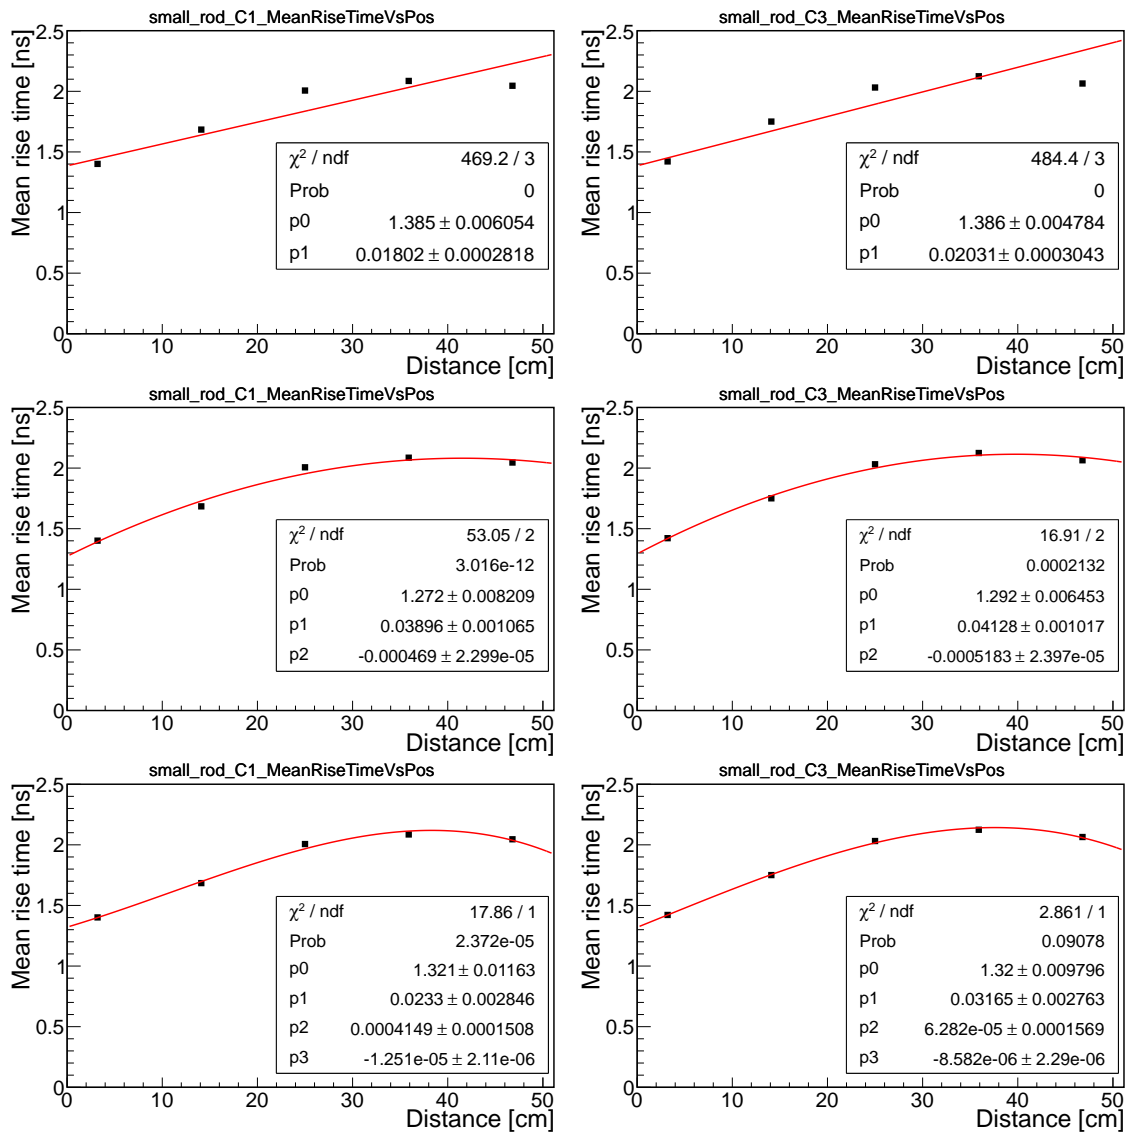 small_rod_C1_MeanRiseTimeVsPos
Mean rise time [ns]
2.5
2
1.5
1
0.5
0
χ² / ndf 469.2 / 3
Prob 0
p0 1.385 ± 0.006054
p1 0.01802 ± 0.0002818
0 10 20 30 40 50
Distance [cm]
small_rod_C3_MeanRiseTimeVsPos
Mean rise time [ns]
2.5
2
1.5
1
0.5
0
χ² / ndf 484.4 / 3
Prob 0
p0 1.386 ± 0.004784
p1 0.02031 ± 0.0003043
0 10 20 30 40 50
Distance [cm]
small_rod_C1_MeanRiseTimeVsPos
Mean rise time [ns]
2.5
2
1.5
1
0.5
0
χ² / ndf 53.05 / 2
Prob 3.016e-12
p0 1.272 ± 0.008209
p1 0.03896 ± 0.001065
p2 -0.000469 ± 2.299e-05
0 10 20 30 40 50
Distance [cm]
small_rod_C3_MeanRiseTimeVsPos
Mean rise time [ns]
2.5
2
1.5
1
0.5
0
χ² / ndf 16.91 / 2
Prob 0.0002132
p0 1.292 ± 0.006453
p1 0.04128 ± 0.001017
p2 -0.0005183 ± 2.397e-05
0 10 20 30 40 50
Distance [cm]
small_rod_C1_MeanRiseTimeVsPos
Mean rise time [ns]
2.5
2
1.5
1
0.5
0
χ² / ndf 17.86 / 1
Prob 2.372e-05
p0 1.321 ± 0.01163
p1 0.0233 ± 0.002846
p2 0.0004149 ± 0.0001508
p3 -1.251e-05 ± 2.11e-06
0 10 20 30 40 50
Distance [cm]
small_rod_C3_MeanRiseTimeVsPos
Mean rise time [ns]
2.5
2
1.5
1
0.5
0
χ² / ndf 2.861 / 1
Prob 0.09078
p0 1.32 ± 0.009796
p1 0.03165 ± 0.002763
p2 6.282e-05 ± 0.0001569
p3 -8.582e-06 ± 2.29e-06
0 10 20 30 40 50
Distance [cm]